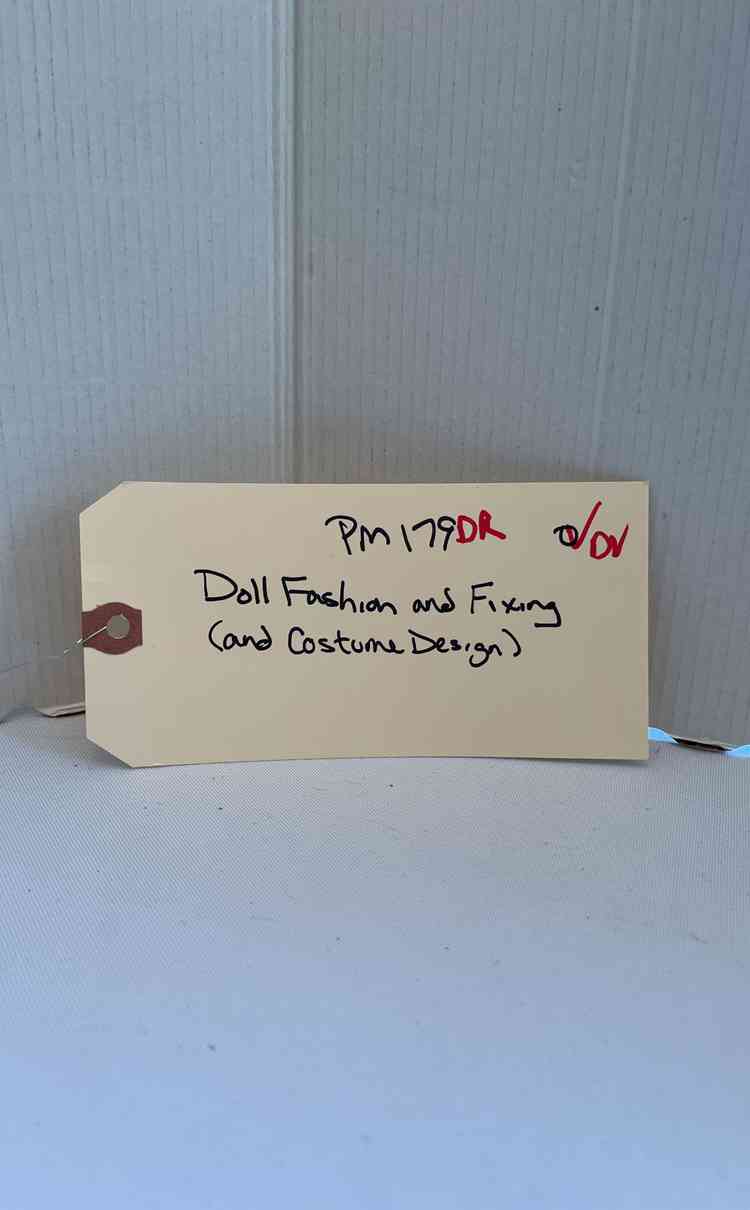 PM179DR O/DV
Doll Fashion and Fixing
(and Costume Design)